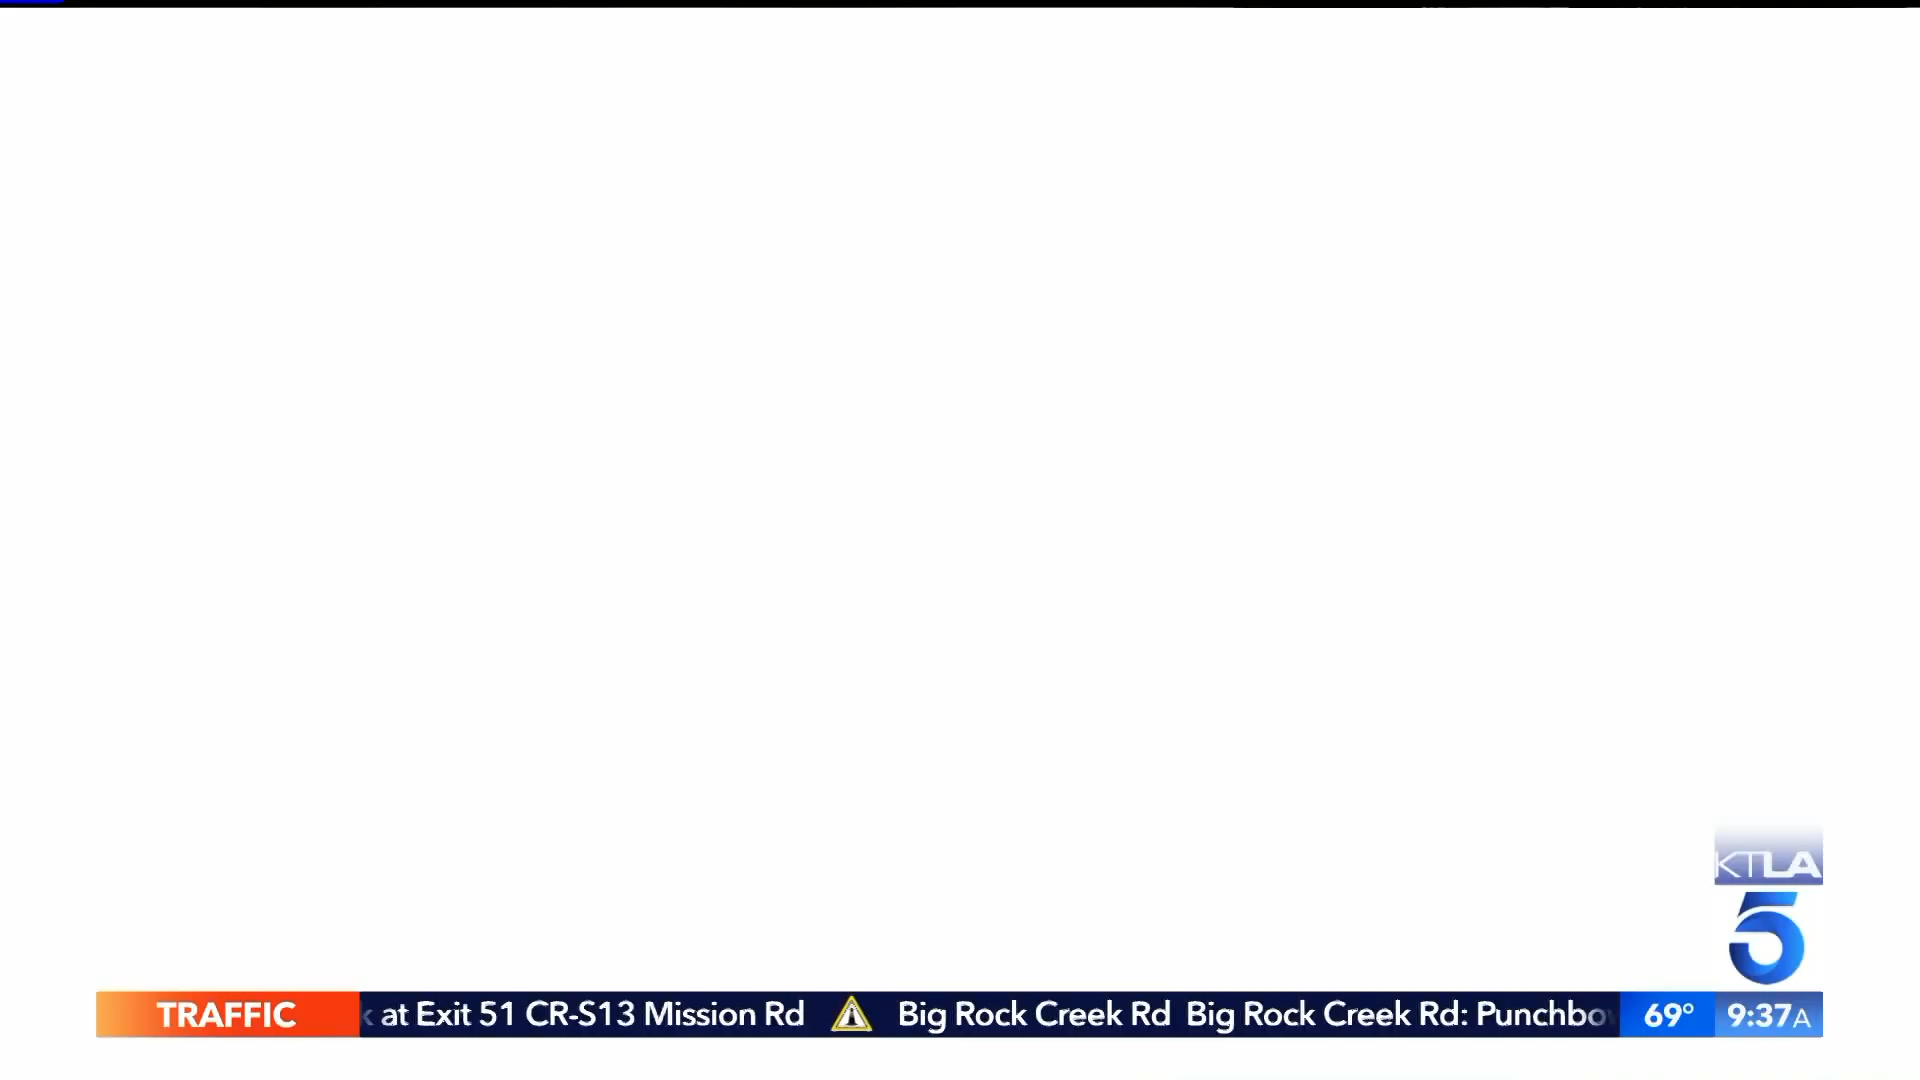 KTLA
5
TRAFFIC at Exit 51 CR-S13 Mission Rd Big Rock Creek Rd Big Rock Creek Rd: 69° 9:37A